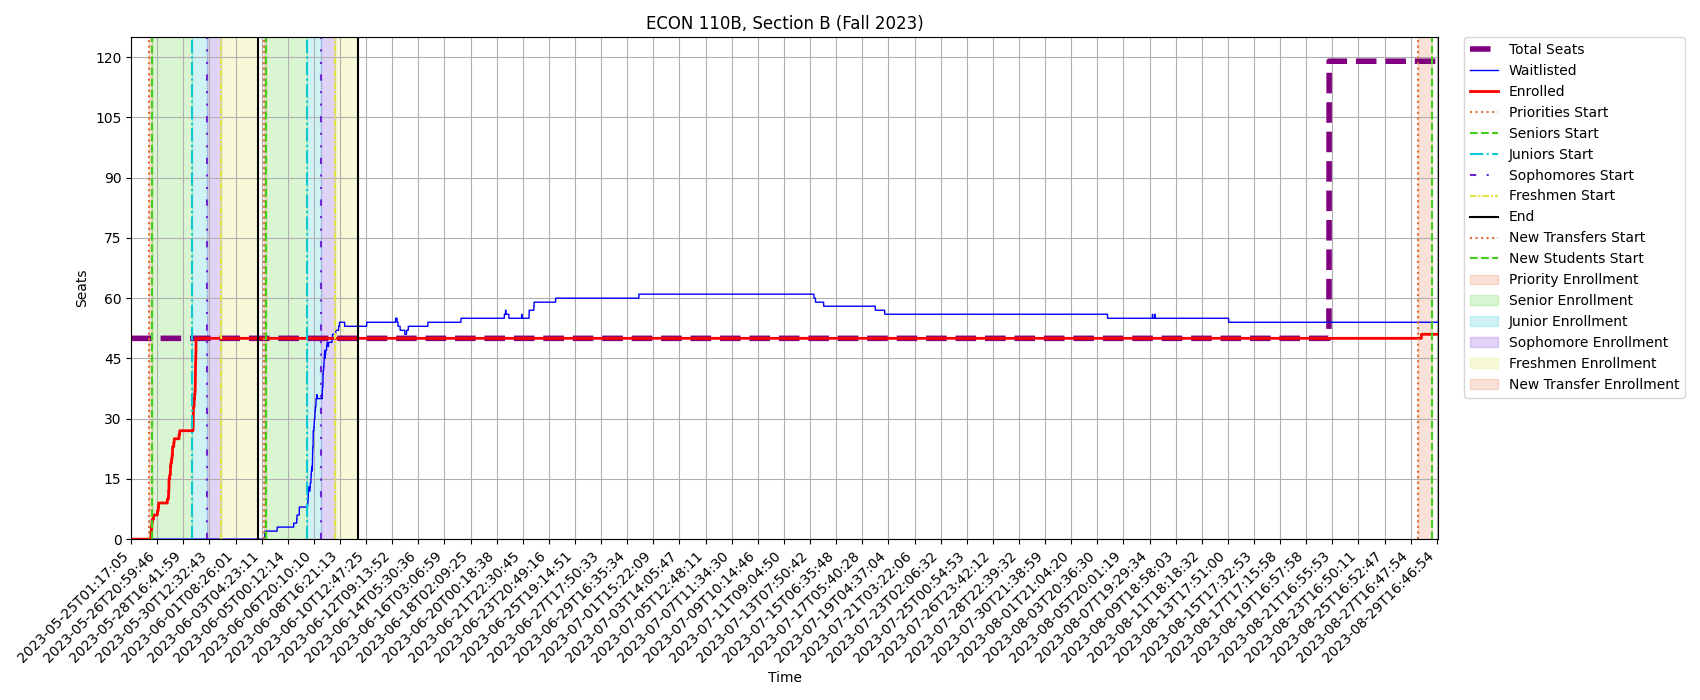 ECON 110B, Section B (Fall 2023)
Seats
120
105
90
75
60
45
30
15
0
2023-05-25T01:17:05
2023-05-26T20:59:46
2023-05-28T16:41:59
2023-05-30T12:32:43
2023-06-01T08:26:01
2023-06-03T04:23:11
2023-06-05T00:12:14
2023-06-06T20:10:10
2023-06-08T16:21:13
2023-06-10T12:47:25
2023-06-12T09:13:52
2023-06-14T05:30:36
2023-06-16T03:06:59
2023-06-18T02:09:25
2023-06-20T00:18:38
2023-06-21T22:30:45
2023-06-23T20:49:16
2023-06-25T19:14:51
2023-06-27T17:50:33
2023-06-29T16:35:34
2023-07-01T15:22:09
2023-07-03T14:05:47
2023-07-05T12:48:11
2023-07-07T11:34:30
2023-07-09T10:14:46
2023-07-11T09:04:50
2023-07-13T07:50:42
2023-07-15T06:35:48
2023-07-17T05:40:28
2023-07-19T04:37:04
2023-07-21T03:22:06
2023-07-23T02:06:32
2023-07-25T00:54:53
2023-07-26T23:42:12
2023-07-28T22:39:32
2023-07-30T21:38:59
2023-08-01T21:04:20
2023-08-03T20:36:30
2023-08-05T20:01:19
2023-08-07T19:29:34
2023-08-09T18:58:03
2023-08-11T18:18:32
2023-08-13T17:51:00
2023-08-15T17:32:53
2023-08-17T17:15:58
2023-08-19T16:57:58
2023-08-21T16:55:53
2023-08-23T16:50:11
2023-08-25T16:52:47
2023-08-27T16:47:54
2023-08-29T16:46:54
Time
Total Seats
Waitlisted
Enrolled
Priorities Start
Seniors Start
Juniors Start
Sophomores Start
Freshmen Start
End
New Transfers Start
New Students Start
Priority Enrollment
Senior Enrollment
Junior Enrollment
Sophomore Enrollment
Freshmen Enrollment
New Transfer Enrollment